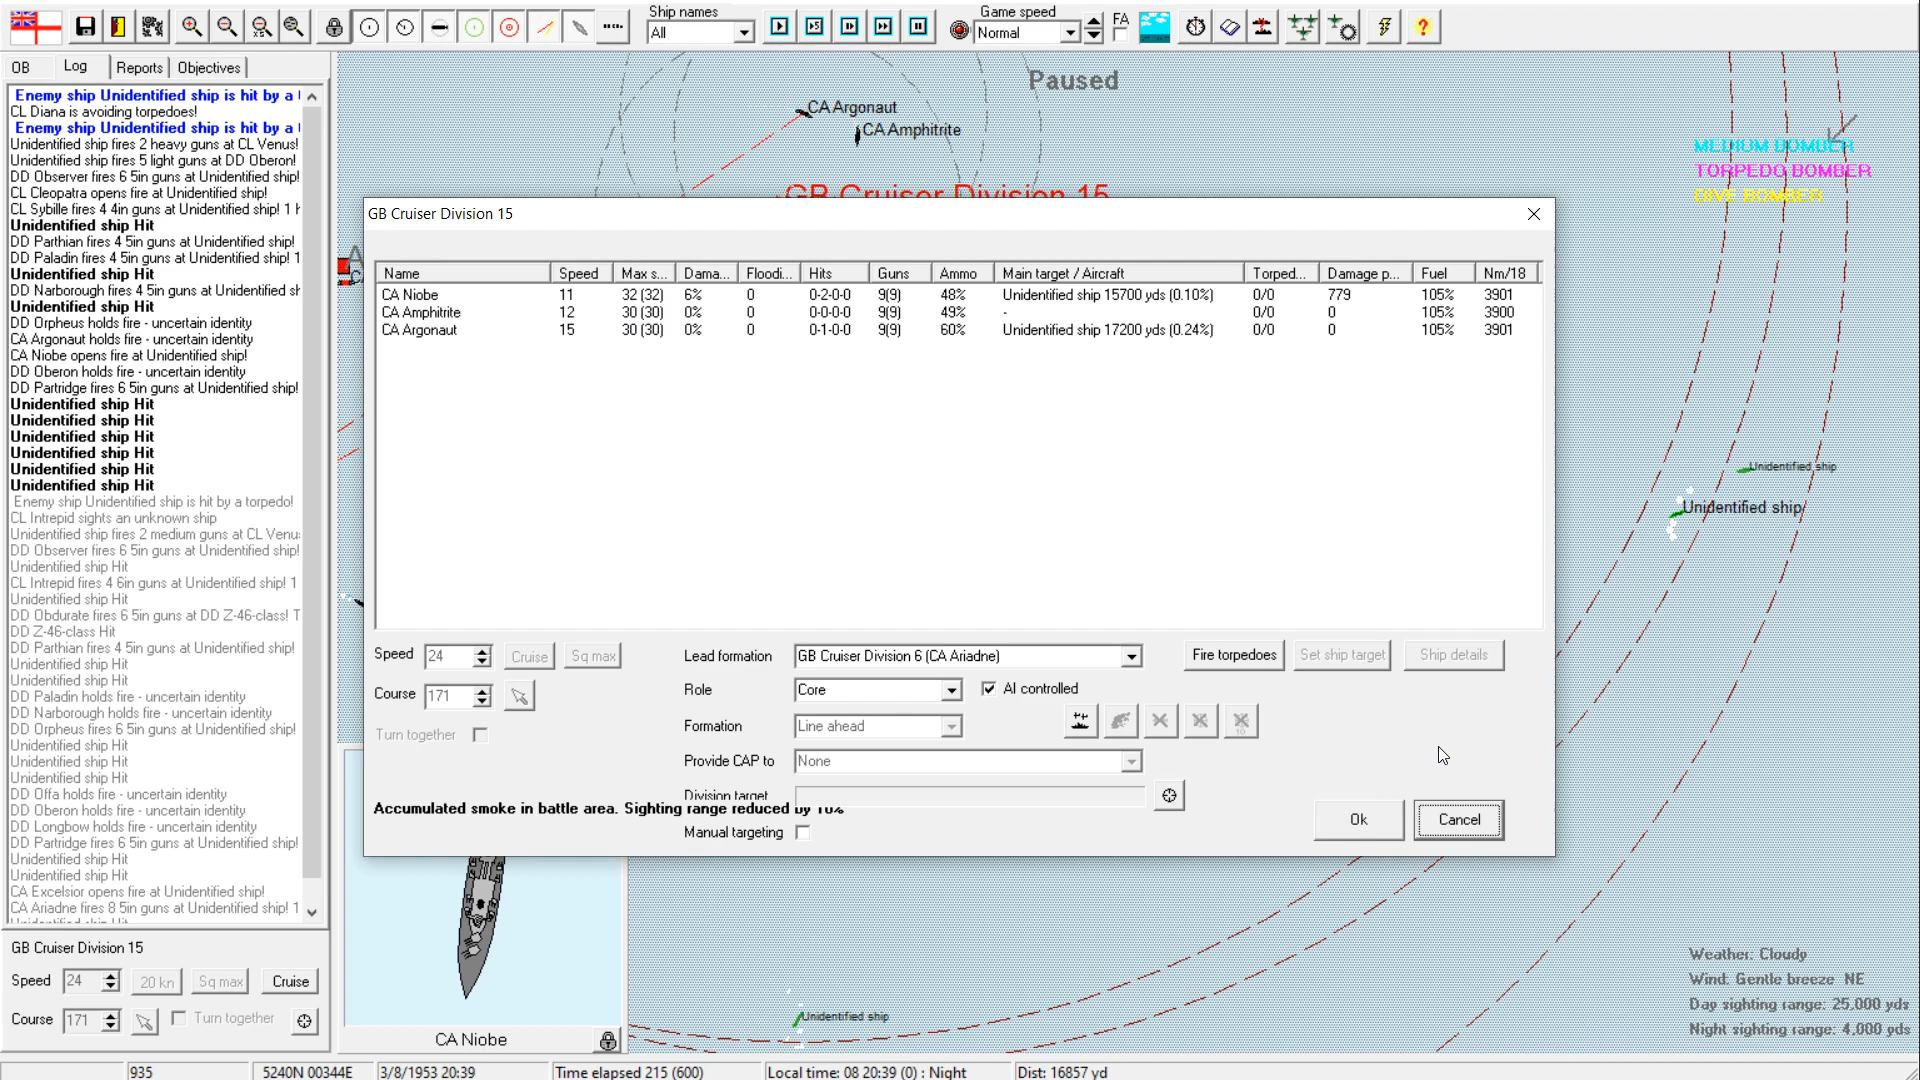 Ship names
All
Game speed
Normal
FA
OB
Log
Reports
Objectives
Enemy ship Unidentified ship is hit by a
CL Diana is avoiding torpedoes!
Enemy ship Unidentified ship is hit by a
Unidentified ship fires 2 heavy guns at CL Venus!
Unidentified ship fires 5 light guns at DD Oberon!
DD Observer fires 6 5in guns at Unidentified ship!
CL Cleopatra opens fire at Unidentified ship!
CL Sybille fires 4 4in guns at Unidentified ship! 1 h
Unidentified ship Hit
DD Parthian fires 4 5in guns at Unidentified ship!
DD Paladin fires 4 5in guns at Unidentified ship! 1
Unidentified ship Hit
DD Narborough fires 4 5in guns at Unidentified sh
Unidentified ship Hit
DD Orpheus holds fire - uncertain identity
CA Argonaut holds fire - uncertain identity
CA Niobe opens fire at Unidentified ship!
DD Oberon holds fire - uncertain identity
DD Partridge fires 6 5in guns at Unidentified ship!
Unidentified ship Hit
Unidentified ship Hit
Unidentified ship Hit
Unidentified ship Hit
Unidentified ship Hit
Unidentified ship Hit
Enemy ship Unidentified ship is hit by a torpedo!
CL Intrepid sights an unknown ship
Unidentified ship fires 2 medium guns at CL Venu
DD Observer fires 6 5in guns at Unidentified ship!
Unidentified ship Hit
CL Intrepid fires 4 6in guns at Unidentified ship! 1
Unidentified ship Hit
DD Obdurate fires 6 5in guns at DD Z-46-class! T
DD Z-46-class Hit
DD Parthian fires 4 5in guns at Unidentified ship!
Unidentified ship Hit
Unidentified ship Hit
DD Paladin holds fire - uncertain identity
DD Narborough holds fire - uncertain identity
DD Orpheus fires 6 5in guns at Unidentified ship!
Unidentified ship Hit
Unidentified ship Hit
Unidentified ship Hit
DD Offa holds fire - uncertain identity
DD Oberon holds fire - uncertain identity
DD Longbow holds fire - uncertain identity
DD Partridge fires 6 5in guns at Unidentified ship!
Unidentified ship Hit
Unidentified ship Hit
CA Excelsior opens fire at Unidentified ship!
CA Ariadne fires 8 5in guns at Unidentified ship! 1
GB Cruiser Division 15
Speed 24 20 kn Sq max Cruise
Course 171 Turn together
Paused
CA Argonaut
CA Amphitrite
GB Cruiser Division 15
MEDIUM BOMBER
TORPEDO BOMBER
DIVE BOMBER
GB Cruiser Division 15
Name Speed Max s... Dama... Floodi... Hits Guns Ammo Main target / Aircraft Torped... Damage p... Fuel Nm/18
CA Niobe 11 32 (32) 6% 0 0-2-0-0 9(9) 48% Unidentified ship 15700 yds (0.10%) 0/0 779 105% 3901
CA Amphitrite 12 30 (30) 0% 0 0-0-0-0 9(9) 49% - 0/0 0 105% 3900
CA Argonaut 15 30 (30) 0% 0 0-1-0-0 9(9) 60% Unidentified ship 17200 yds (0.24%) 0/0 0 105% 3901
Speed 24 Cruise Sq max
Course 171
Turn together
Lead formation GB Cruiser Division 6 (CA Ariadne)
Role Core AI controlled
Formation Line ahead
10
Provide CAP to None
Division target
Accumulated smoke in battle area. Sighting range reduced by 10%
Manual targeting
Fire torpedoes Set ship target Ship details
Ok Cancel
Unidentified ship
Unidentified ship
Unidentified ship
CA Niobe
Weather: Cloudy
Wind: Gentle breeze NE
Day sighting range: 25,000 yds
Night sighting range: 4,000 yds
935 5240N 00344E 3/8/1953 20:39 Time elapsed 215 (600) Local time: 08 20:39 (0) : Night Dist: 16857 yd